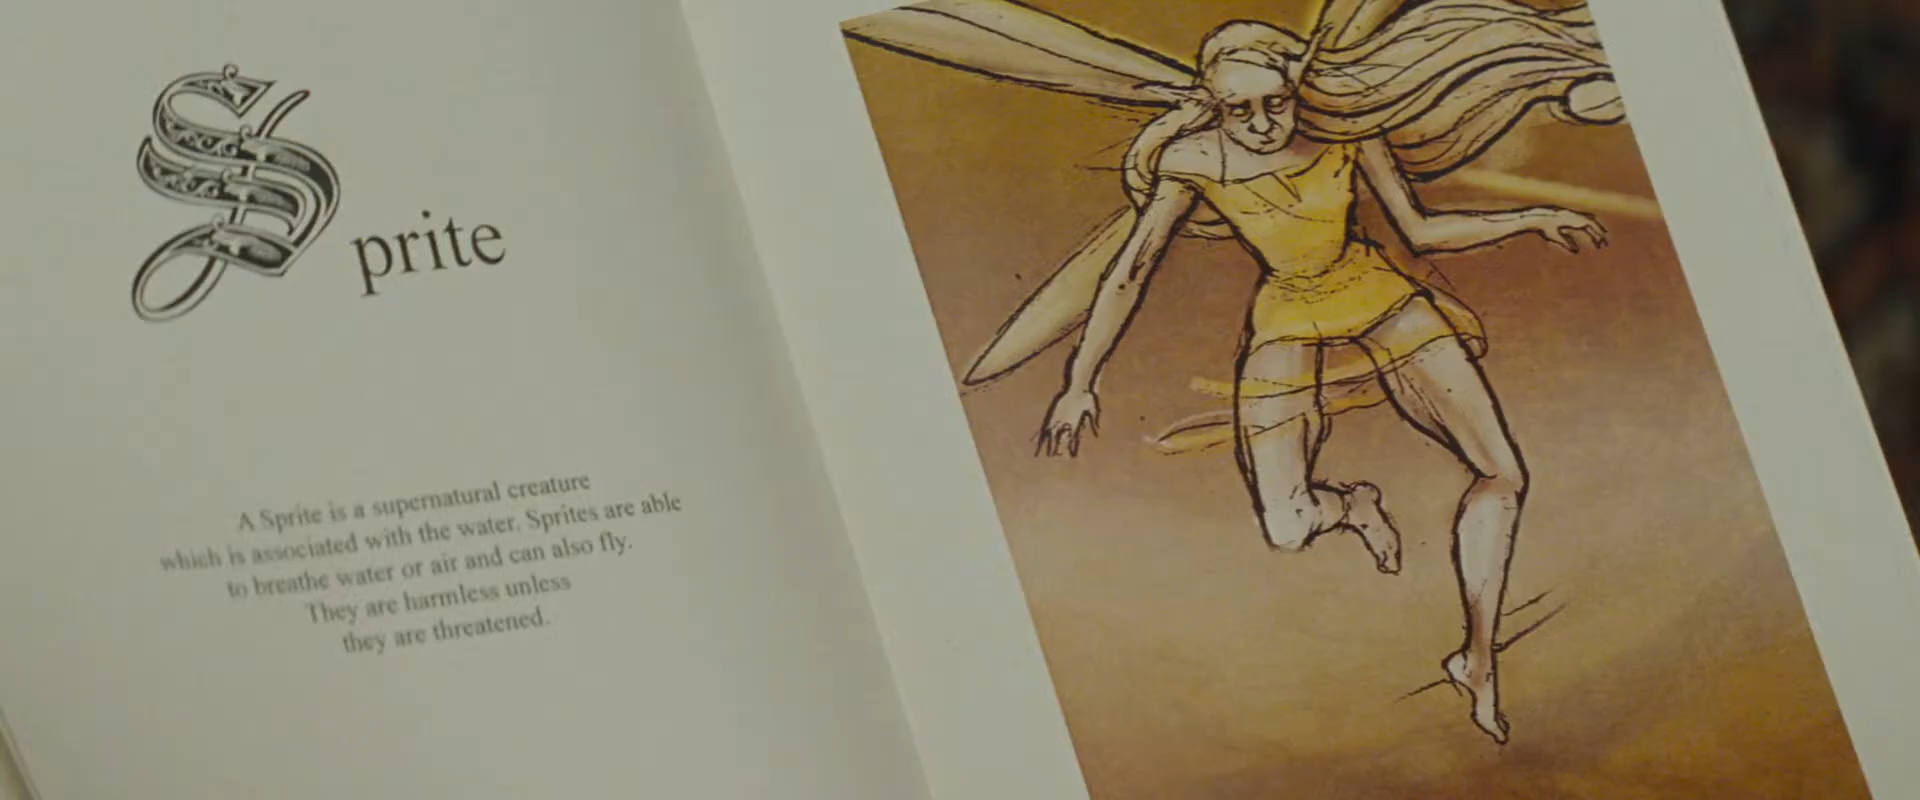 Sprite
A Sprite is a supernatural creature
which is associated with the water. Sprites are able
to breathe water or air and can also fly.
They are harmless unless
they are threatened.